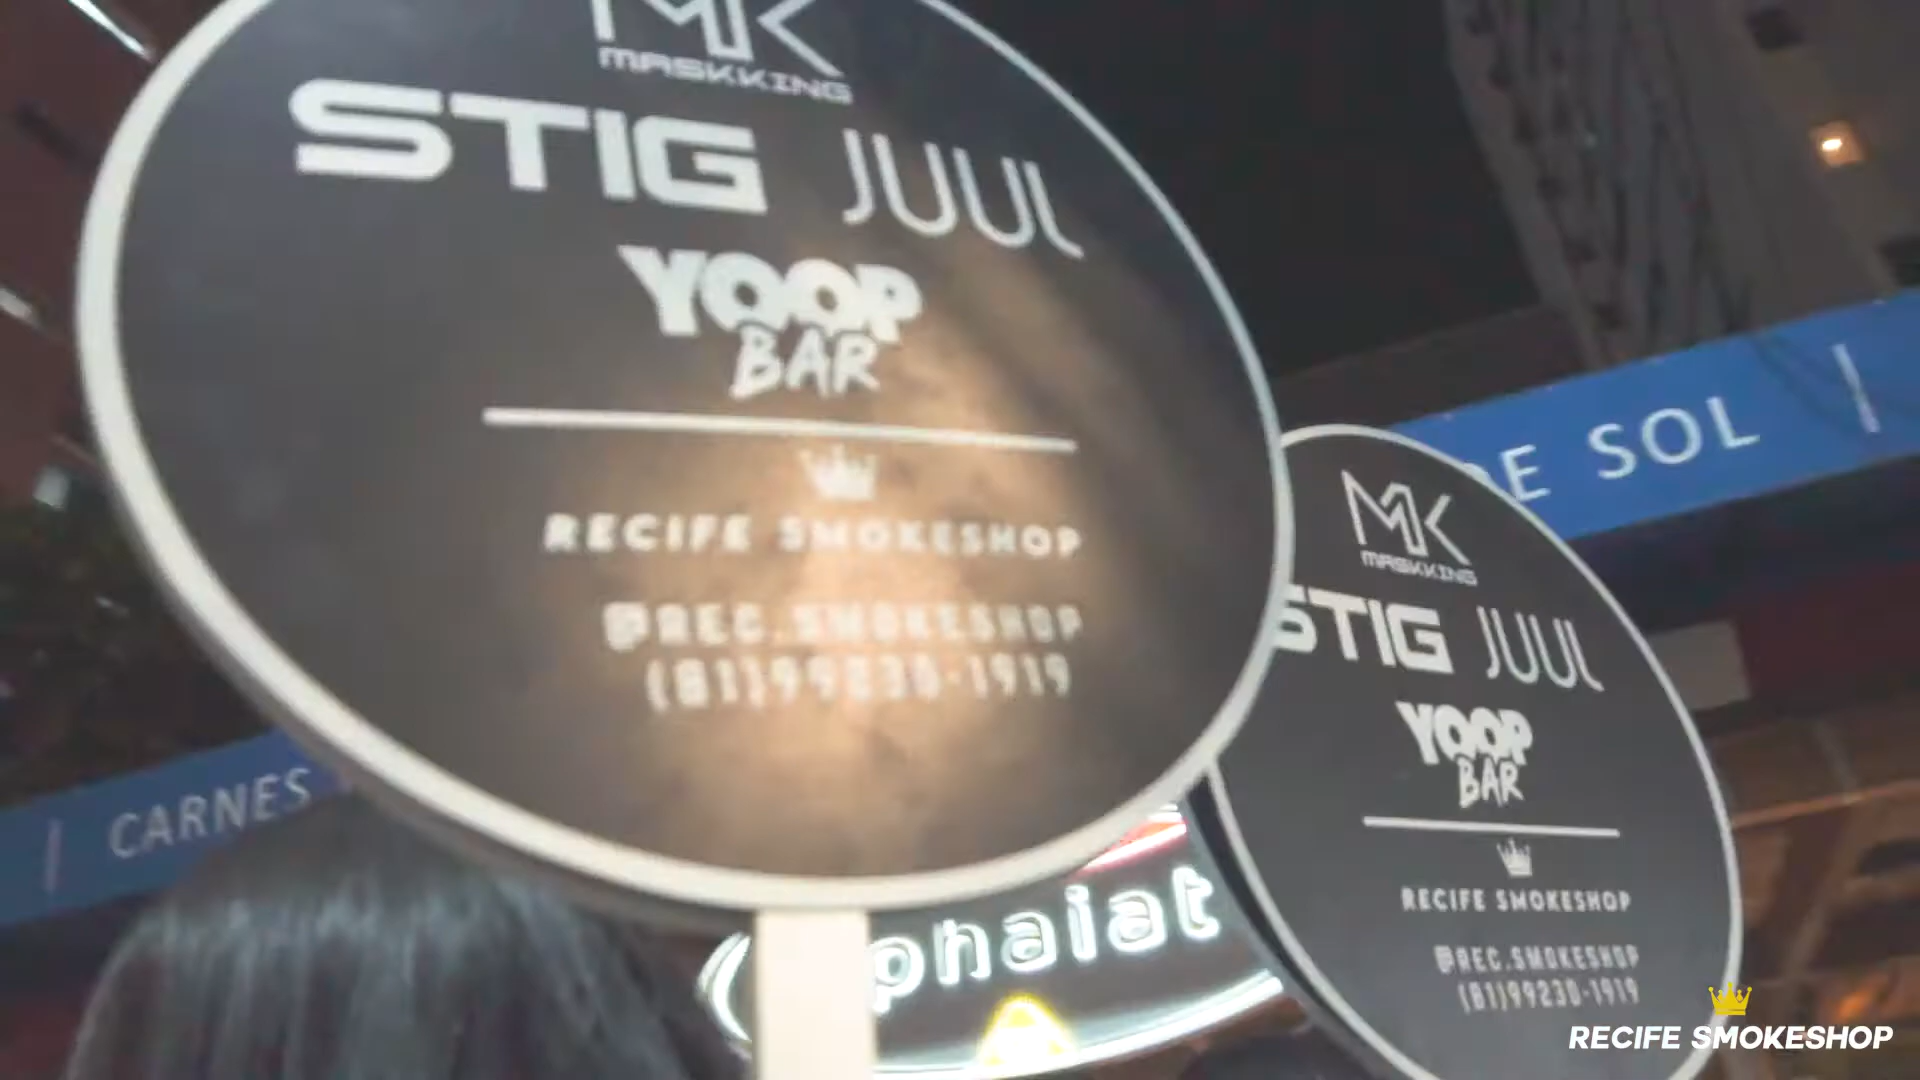 MK
MASKKING
STIG JUUL
YOOP
BAR
RECIFE SMOKESHOP
@REC.SMOKESHOP
(81)99230-1919
DE SOL
MK
MASKKING
STIG JUUL
YOOP
BAR
RECIFE SMOKESHOP
@REC.SMOKESHOP
(81)99230-1919
CARNES
RECIFE SMOKESHOP